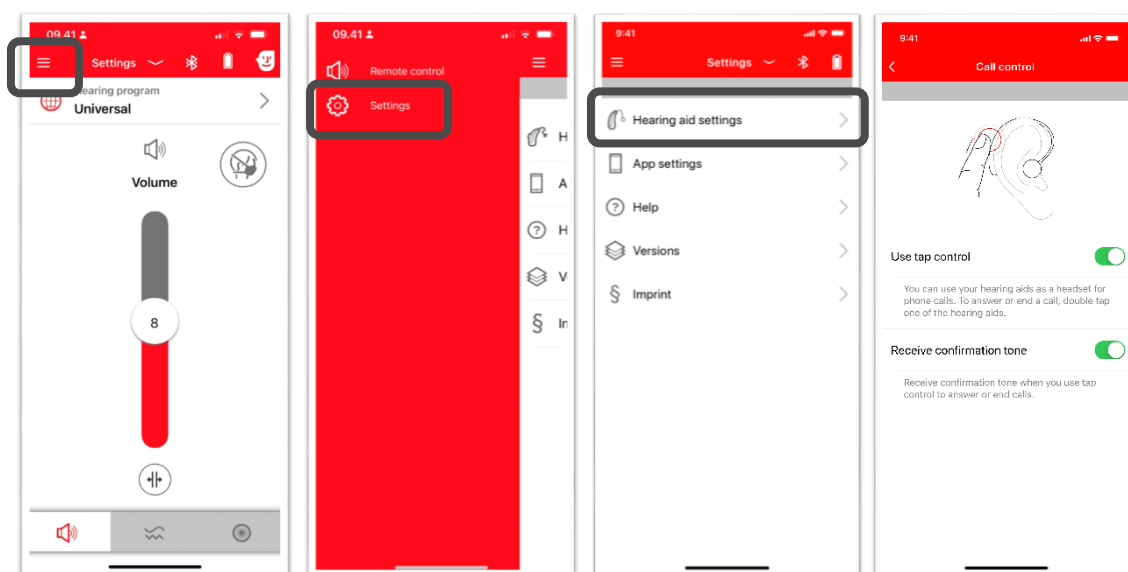 09.41
Settings
Hearing program
Universal
Volume
8
09.41
Remote control
Settings
H
A
H
V
In
9:41
Settings
Hearing aid settings
App settings
Help
Versions
§ Imprint
9:41
Call control
Use tap control
You can use your hearing aids as a headset for
phone calls. To answer or end a call, double tap
one of the hearing aids.
Receive confirmation tone
Receive confirmation tone when you use tap
control to answer or end calls.